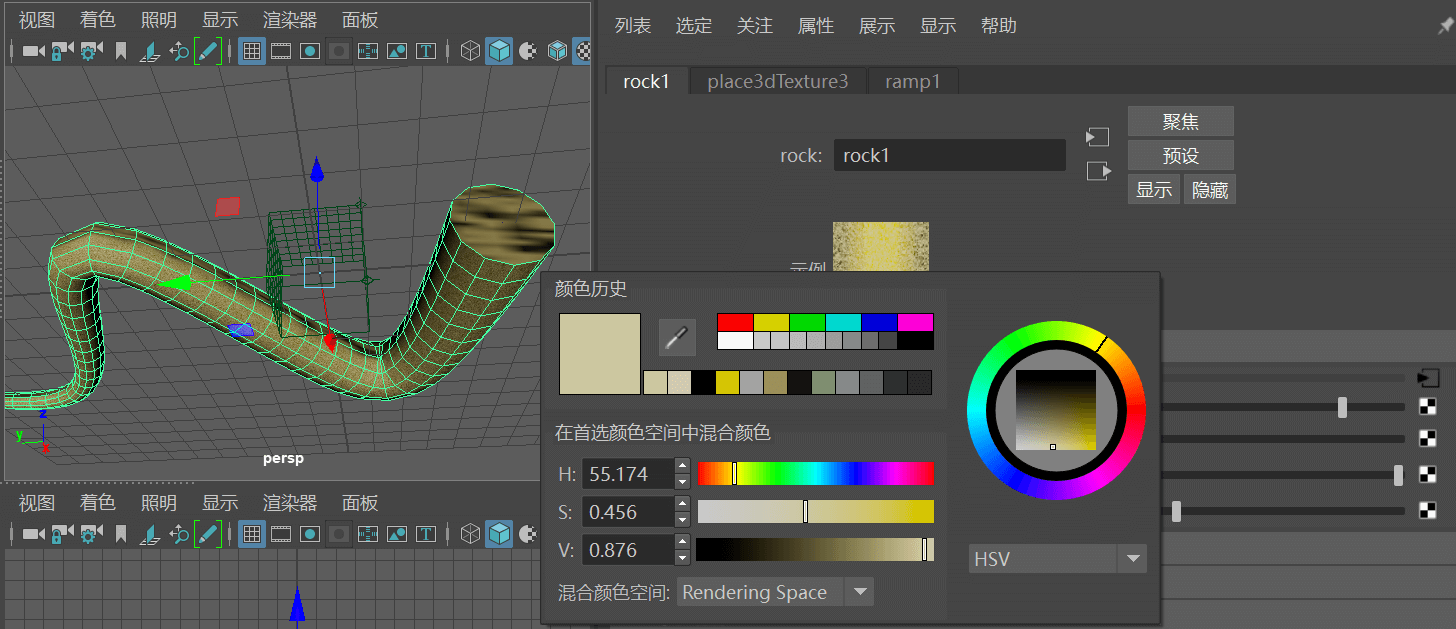 视图 着色 照明 显示 渲染器 面板
persp
z
y
x
视图 着色 照明 显示 渲染器 面板
列表 选定 关注 属性 展示 显示 帮助
rock1 place3dTexture3 ramp1
rock: rock1
聚焦
预设
显示 隐藏
示例
颜色历史
在首选颜色空间中混合颜色
H: 55.174
S: 0.456
V: 0.876
混合颜色空间: Rendering Space
HSV